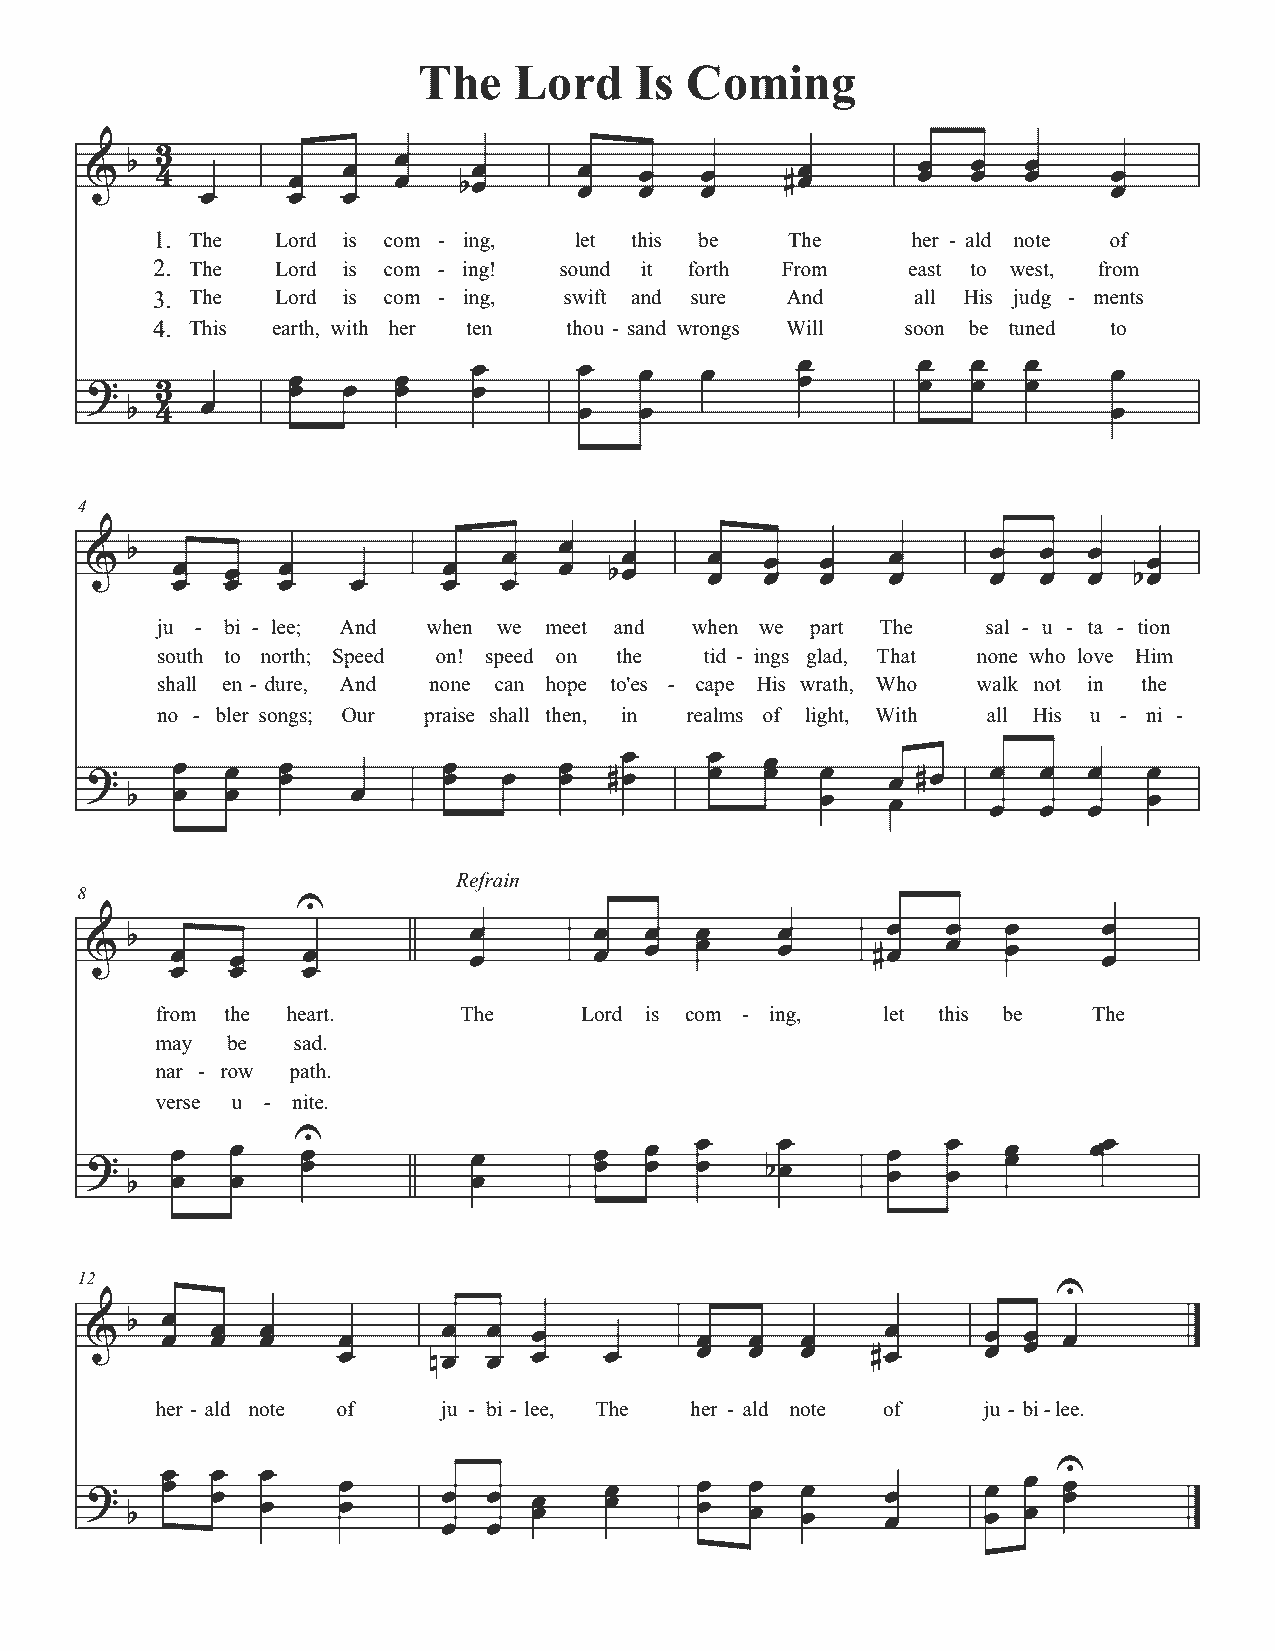 The Lord Is Coming
3
4
1. The Lord is com - ing, let this be The her - ald note of
2. The Lord is com - ing! sound it forth From east to west, from
3. The Lord is com - ing, swift and sure And all His judg - ments
4. This earth, with her ten thou - sand wrongs Will soon be tuned to
3
4
4
ju - bi - lee; And when we meet and when we part The sal - u - ta - tion
south to north; Speed on! speed on the tid - ings glad, That none who love Him
shall en - dure, And none can hope to'es - cape His wrath, Who walk not in the
no - bler songs; Our praise shall then, in realms of light, With all His u - ni -
Refrain
8
from the heart. The Lord is com - ing, let this be The
may be sad.
nar - row path.
verse u - nite.
12
her - ald note of ju - bi - lee, The her - ald note of ju - bi - lee.